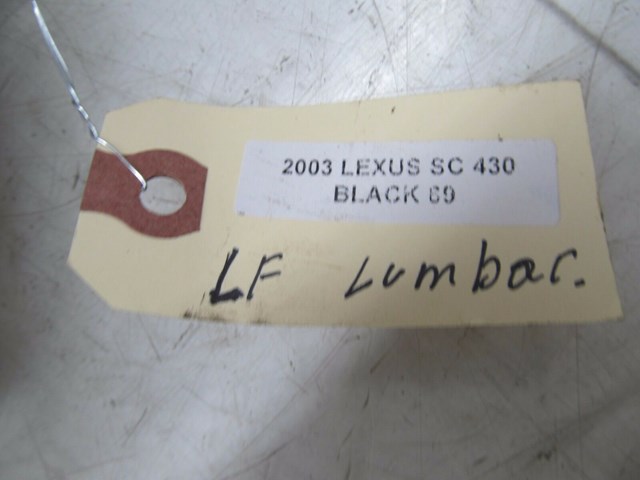 2003 LEXUS SC 430
BLACK 69
LF Lumbar.